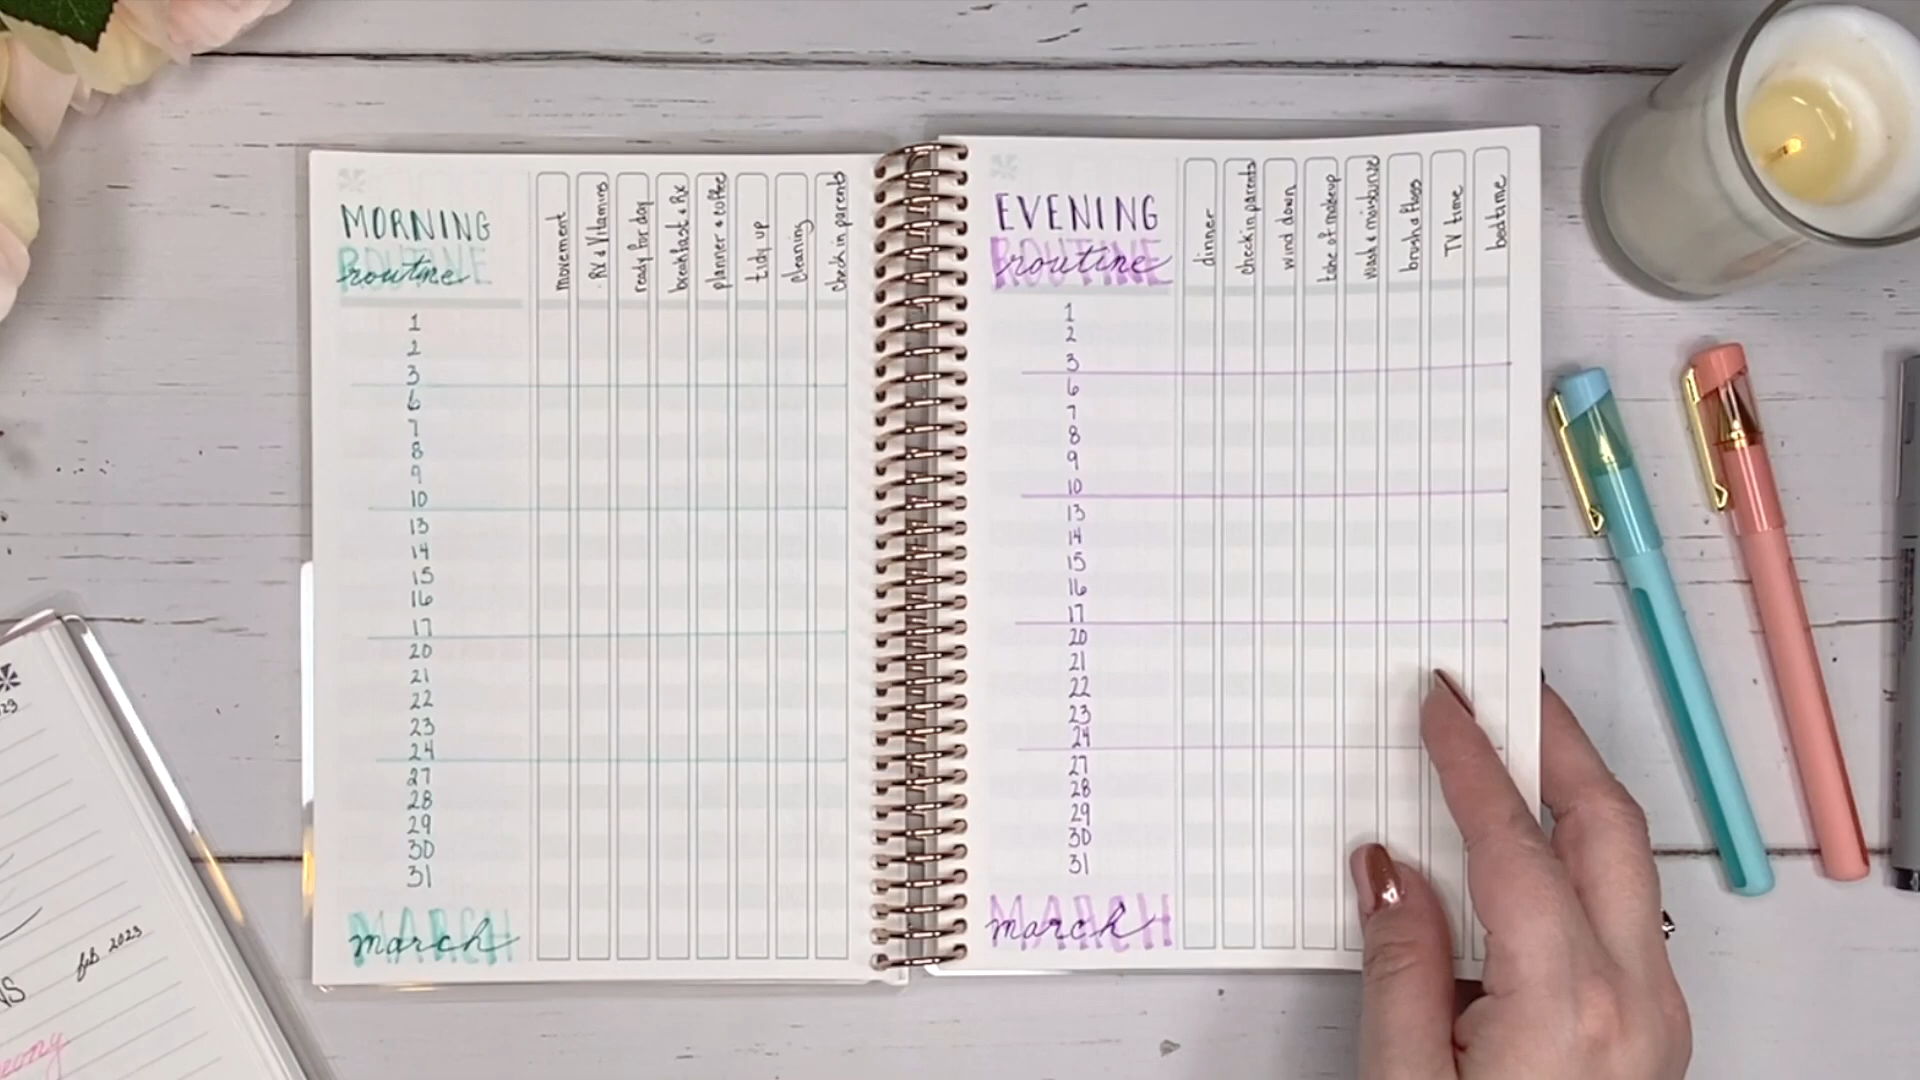 MORNING
ROUTINE
routine
movement
Rx & Vitamins
ready for day
breakfast & Rx
planner & coffee
tidy up
cleaning
check in parents
1
2
3
6
7
8
9
10
13
14
15
16
17
20
21
22
23
24
27
28
29
30
31
MARCH
march
EVENING
ROUTINE
routine
dinner
check in parents
wind down
take of makeup
wash & moisturize
brush & floss
TV time
bedtime
1
2
3
6
7
8
9
10
13
14
15
16
17
20
21
22
23
24
27
28
29
30
31
MARCH
march
feb 2023